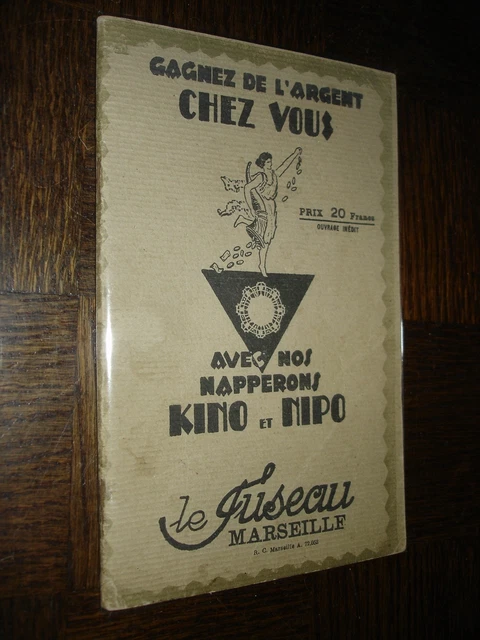 GAGNEZ DE L'ARGENT
CHEZ VOUS
PRIX 20 Francs
OUVRAGE INÉDIT
AVEC NOS
NAPPERONS
KINO ET NIPO
le Fuseau
MARSEILLE
R. C. Marseille A.